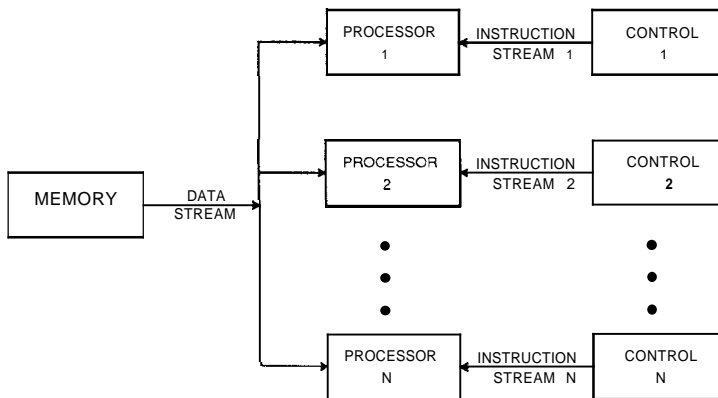 PROCESSOR
1
INSTRUCTION
STREAM 1
CONTROL
1
MEMORY
DATA
STREAM
PROCESSOR
2
INSTRUCTION
STREAM 2
CONTROL
2
PROCESSOR
N
INSTRUCTION
STREAM N
CONTROL
N